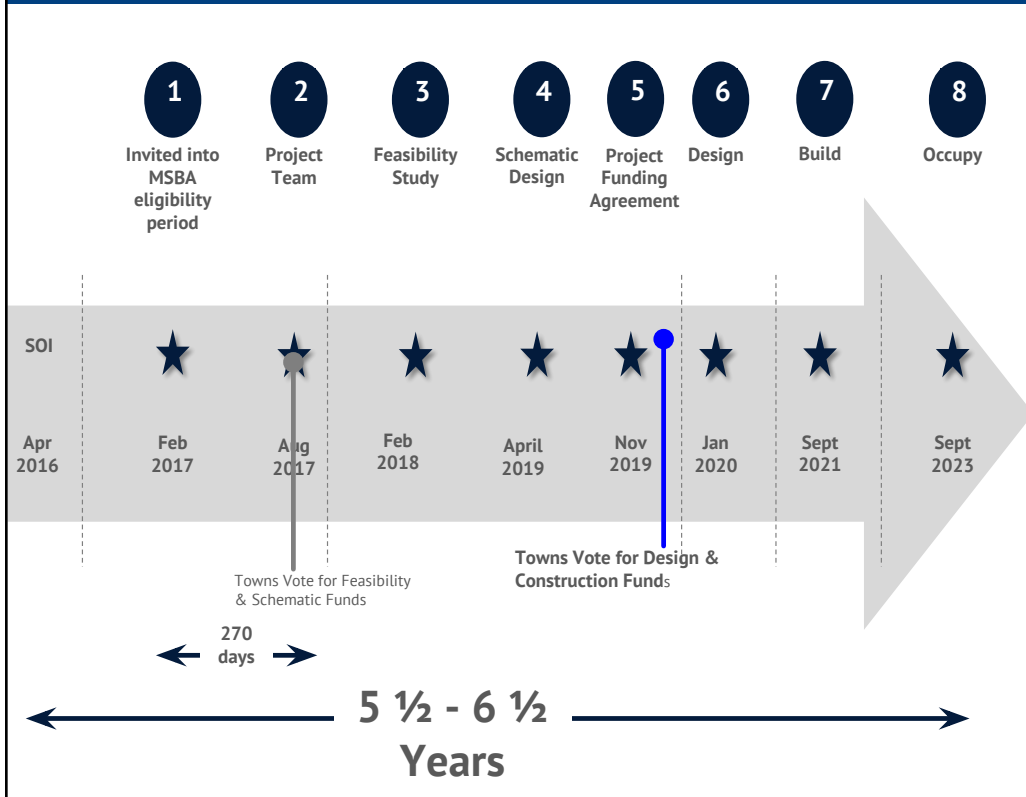 1
2
3
4
5
6
7
8
Invited into
MSBA
eligibility
period
Project
Team
Feasibility
Study
Schematic
Design
Project
Funding
Agreement
Design
Build
Occupy
SOI
Apr
2016
Feb
2017
Aug
2017
Feb
2018
April
2019
Nov
2019
Jan
2020
Sept
2021
Sept
2023
Towns Vote for Feasibility
& Schematic Funds
Towns Vote for Design &
Construction Funds
270
days
5 ½ - 6 ½
Years